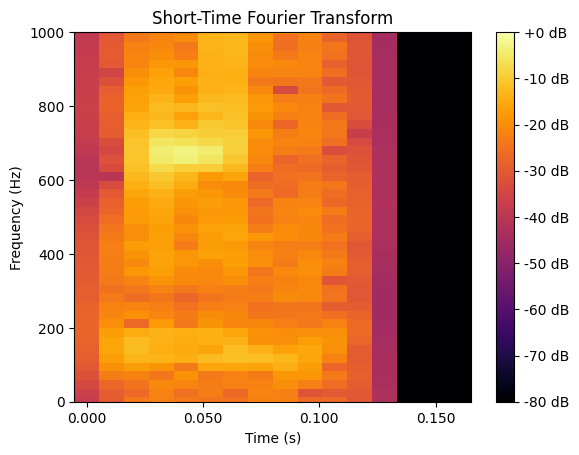 Short-Time Fourier Transform
1000
800
600
400
200
0
Frequency (Hz)
0.000
0.050
0.100
0.150
Time (s)
+0 dB
-10 dB
-20 dB
-30 dB
-40 dB
-50 dB
-60 dB
-70 dB
-80 dB